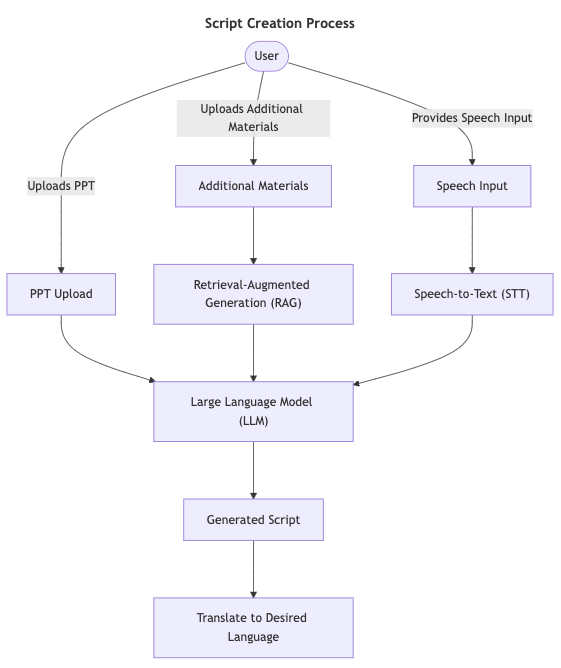 Script Creation Process
User
Uploads Additional
Materials
Provides Speech Input
Uploads PPT
Additional Materials
Speech Input
PPT Upload
Retrieval-Augmented
Generation (RAG)
Speech-to-Text (STT)
Large Language Model
(LLM)
Generated Script
Translate to Desired
Language